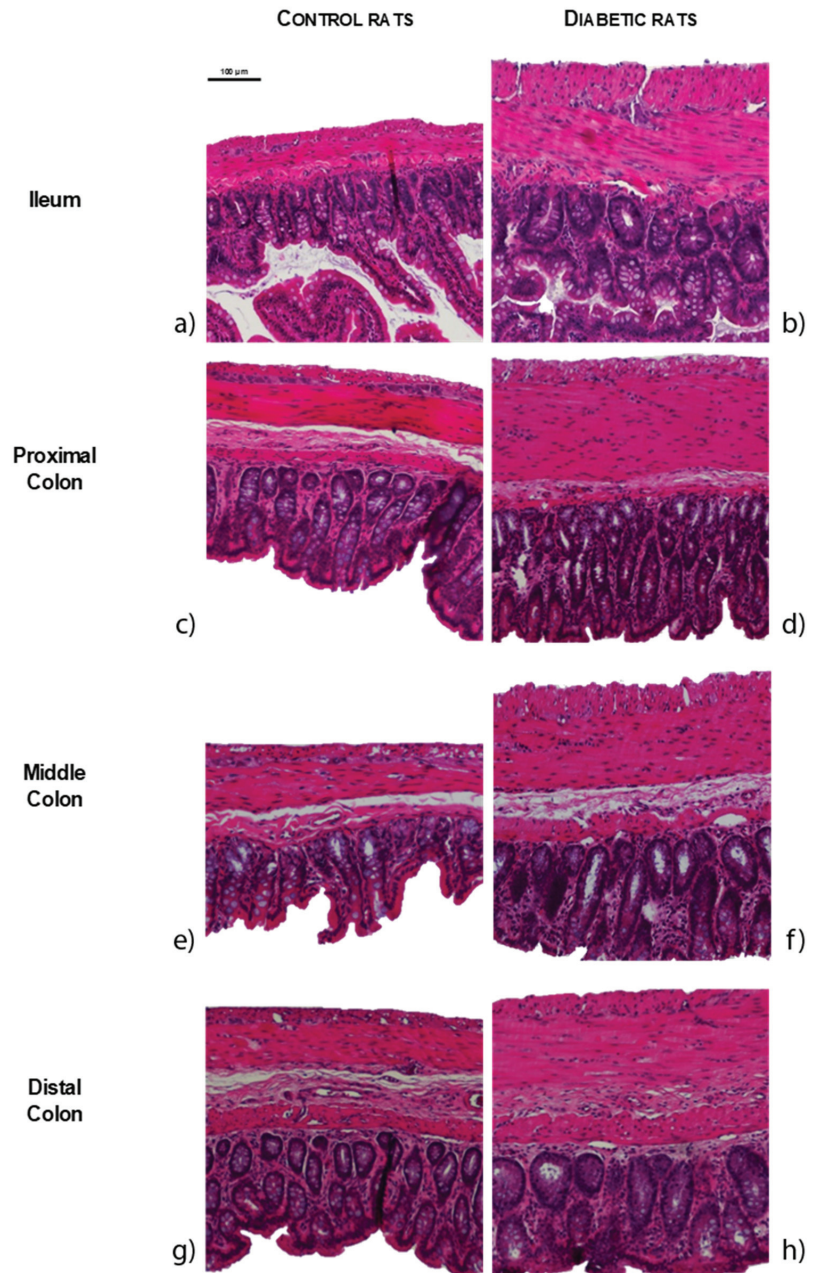 CONTROL RATS
DIABETIC RATS
100 µm
Ileum
a)
b)
Proximal
Colon
c)
d)
Middle
Colon
e)
f)
Distal
Colon
g)
h)